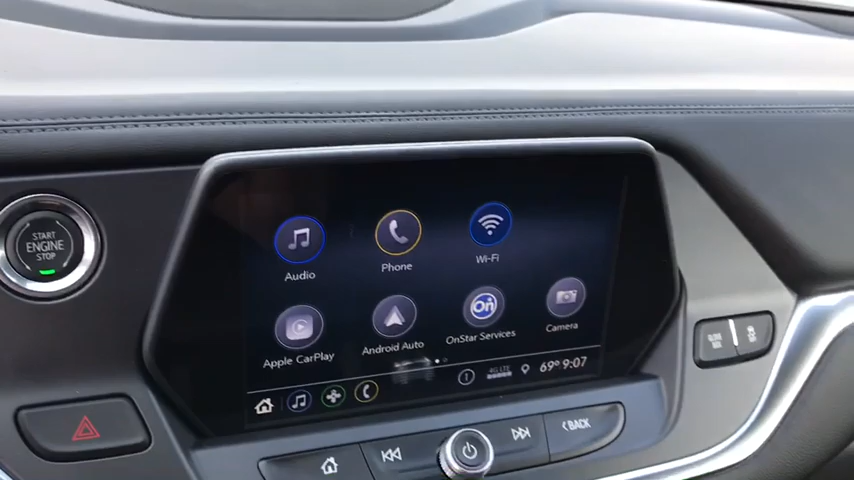 START
ENGINE
STOP
Audio
Phone
Wi-Fi
Apple CarPlay
Android Auto
On
OnStar Services
Camera
4G LTE
69° 9:07
BACK